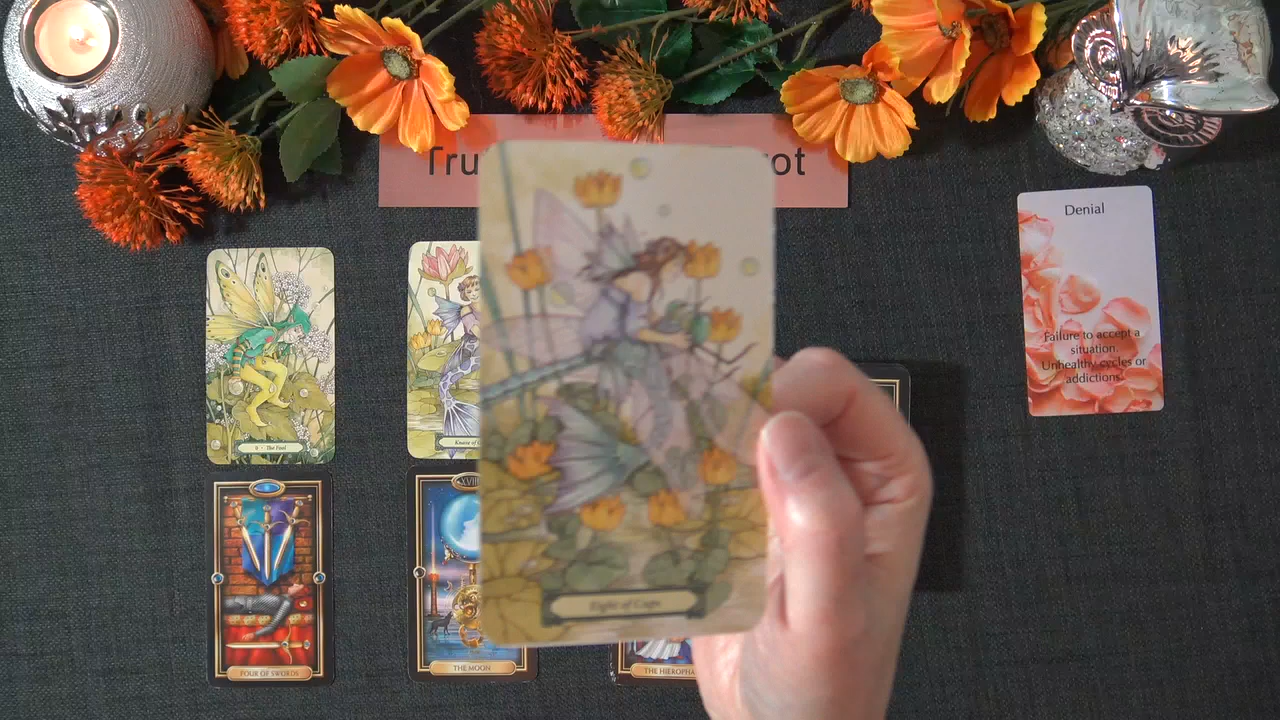 Tru
ot
Denial
Failure to accept a
situation.
Unhealthy cycles or
addictions.
0 - The Fool
Knave of C
Eight of Cups
FOUR OF SWORDS
XVIII
THE MOON
THE HIEROPHA